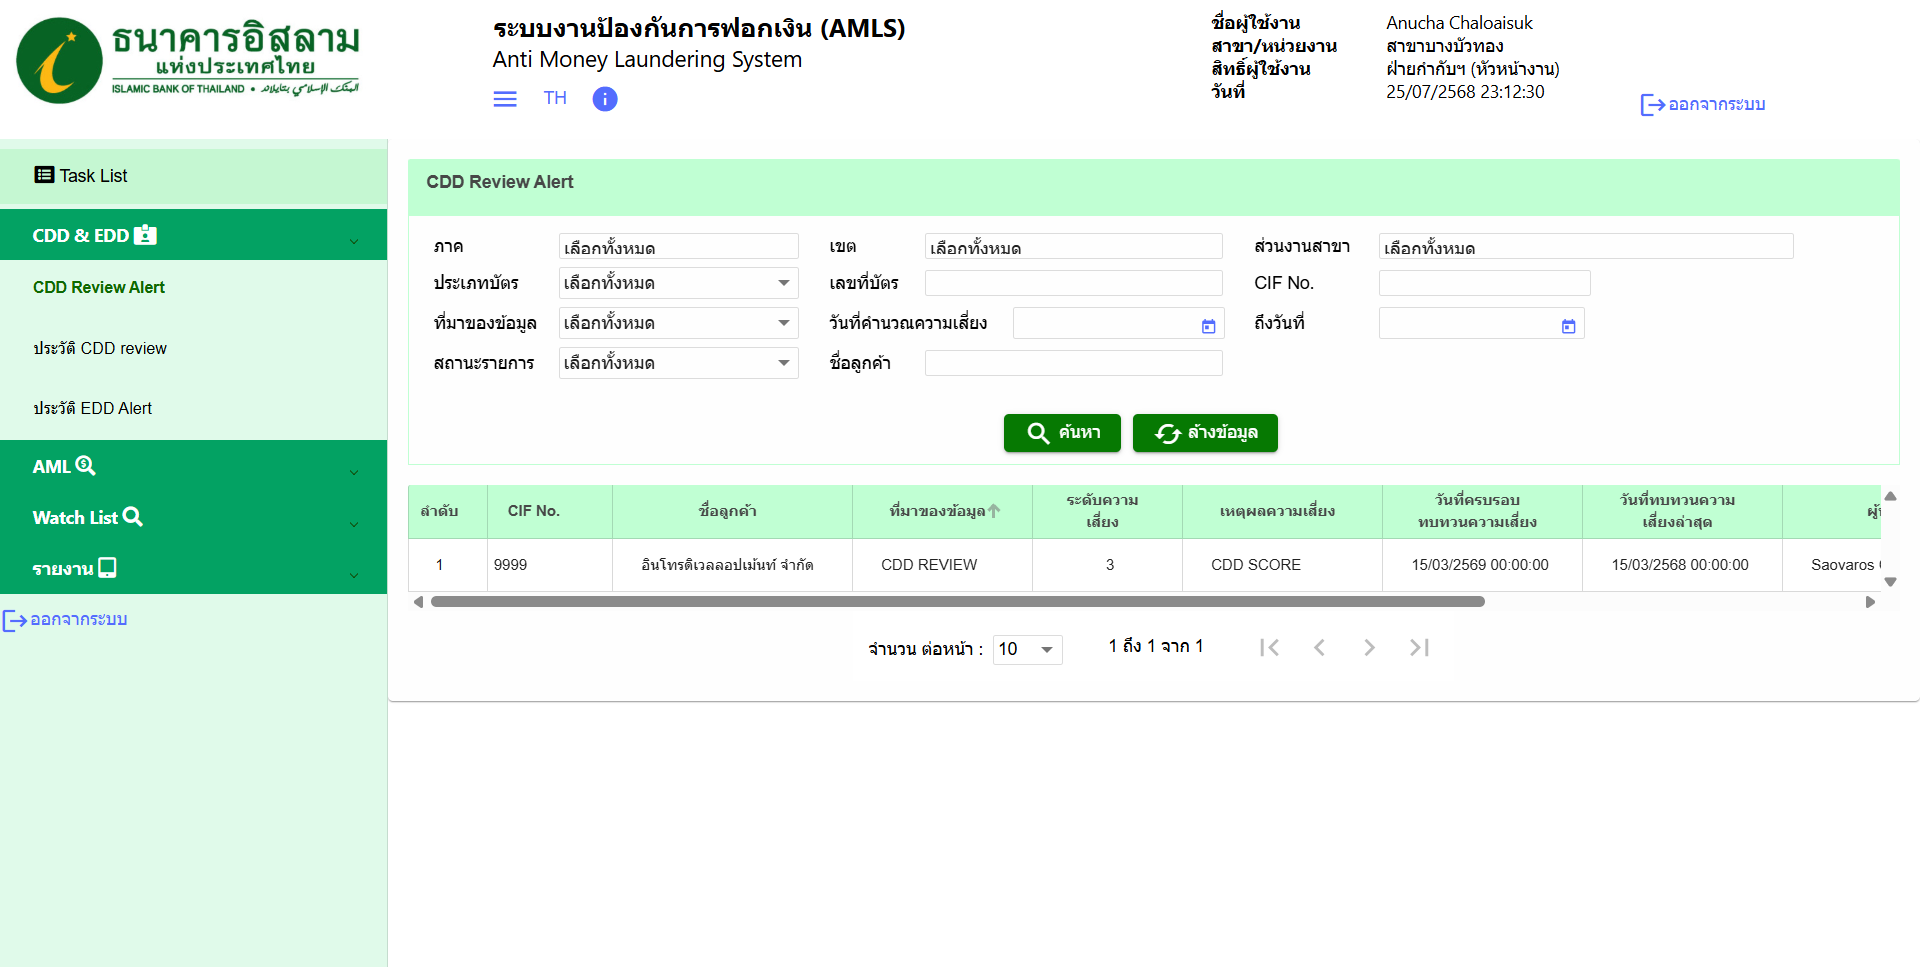 ธนาคารอิสลาม
แห่งประเทศไทย
ISLAMIC BANK OF THAILAND •
ระบบงานป้องกันการฟอกเงิน (AMLS)
Anti Money Laundering System
TH
ชื่อผู้ใช้งาน Anucha Chaloaisuk
สาขา/หน่วยงาน สาขาบางบัวทอง
สิทธิ์ผู้ใช้งาน ฝ่ายกำกับฯ (หัวหน้างาน)
วันที่ 25/07/2568 23:12:30
ออกจากระบบ
Task List
CDD & EDD
CDD Review Alert
ประวัติ CDD review
ประวัติ EDD Alert
AML
Watch List
รายงาน
ออกจากระบบ
CDD Review Alert
ภาค เลือกทั้งหมด เขต เลือกทั้งหมด ส่วนงานสาขา เลือกทั้งหมด
ประเภทบัตร เลือกทั้งหมด เลขที่บัตร CIF No.
ที่มาของข้อมูล เลือกทั้งหมด วันที่คำนวณความเสี่ยง ถึงวันที่
สถานะรายการ เลือกทั้งหมด ชื่อลูกค้า
ค้นหา ล้างข้อมูล
ลำดับ CIF No. ชื่อลูกค้า ที่มาของข้อมูล ระดับความเสี่ยง เหตุผลความเสี่ยง วันที่ครบรอบทบทวนความเสี่ยง วันที่ทบทวนความเสี่ยงล่าสุด
1 9999 อินโทรดิเวลลอปเม้นท์ จำกัด CDD REVIEW 3 CDD SCORE 15/03/2569 00:00:00 15/03/2568 00:00:00 Saovaros
จำนวน ต่อหน้า : 10 1 ถึง 1 จาก 1